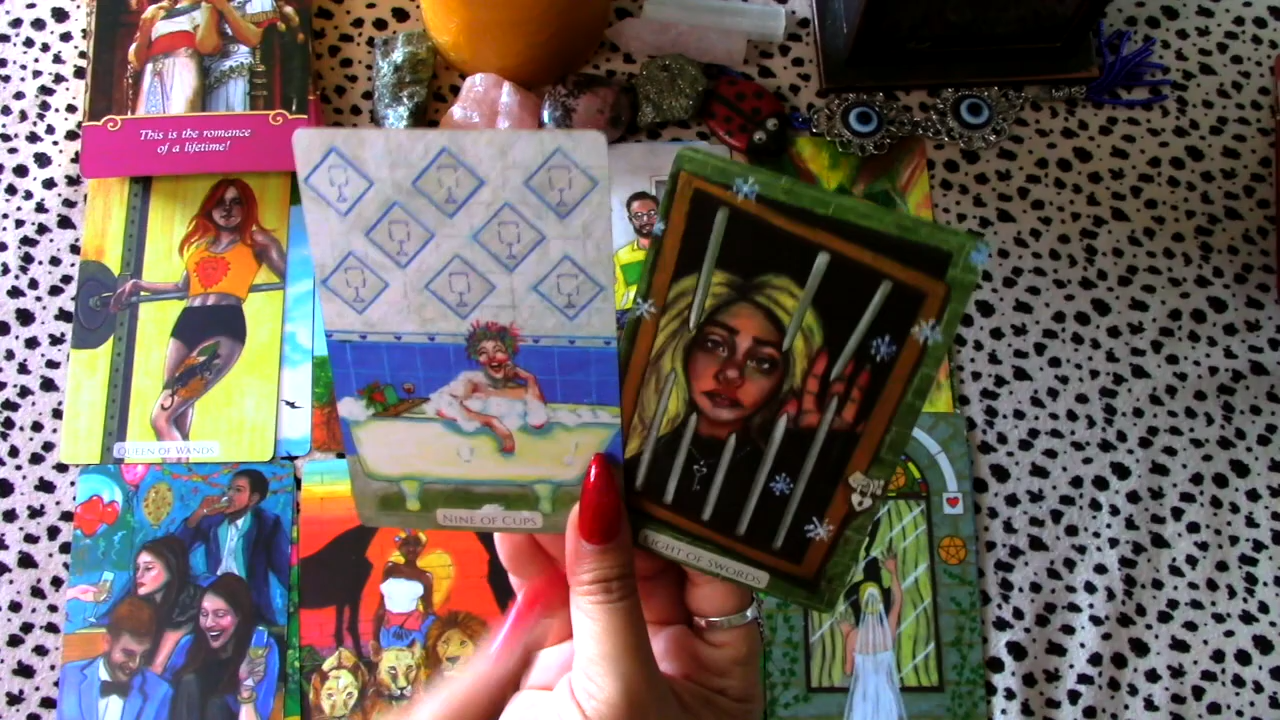 This is the romance
of a lifetime!
QUEEN OF WANDS
NINE OF CUPS
EIGHT OF SWORDS